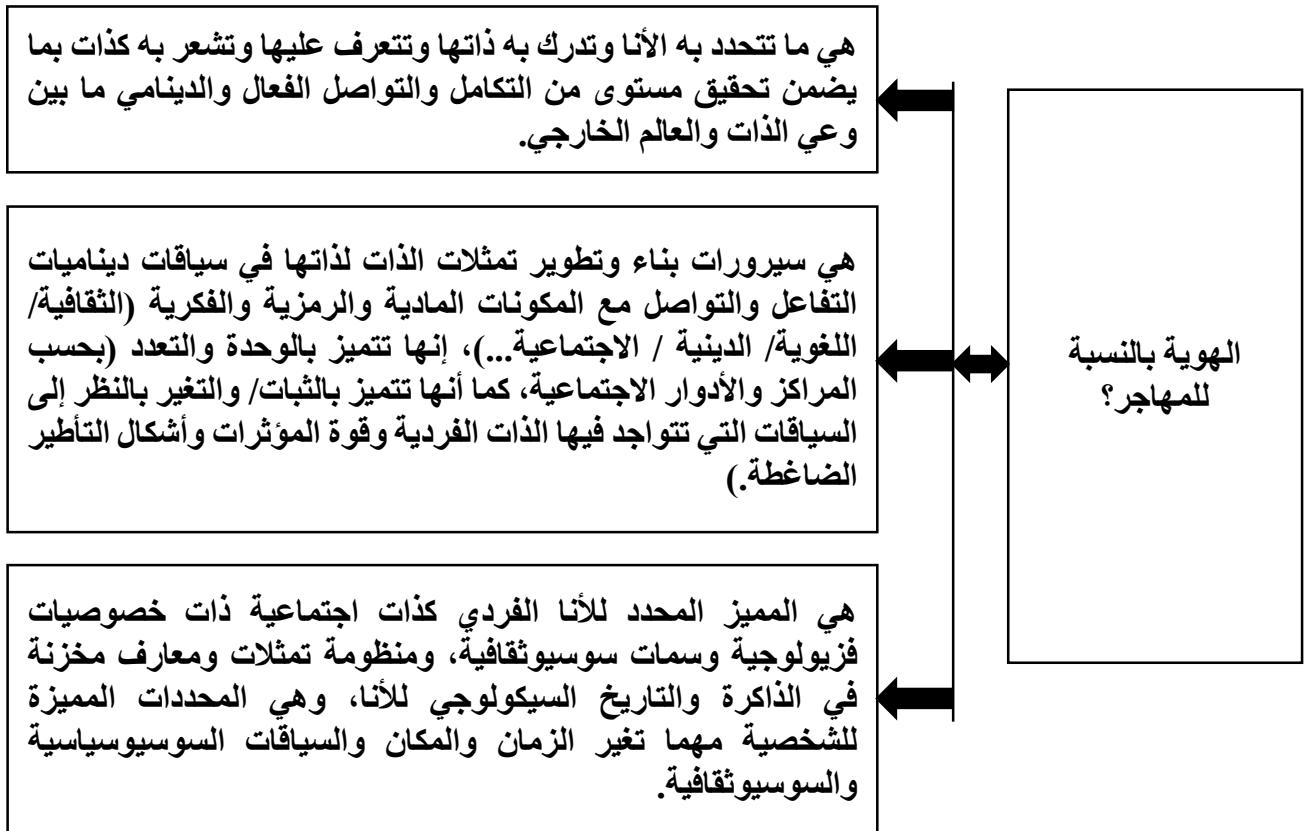 الهوية بالنسبة
للمهاجر؟
هي ما تتحدد به الأنا وتدرك به ذاتها وتتعرف عليها وتشعر به كذات بما
يضمن تحقيق مستوى من التكامل والتواصل الفعال والدينامي ما بين
وعي الذات والعالم الخارجي.
هي سيرورات بناء وتطوير تمثلات الذات لذاتها في سياقات ديناميات
التفاعل والتواصل مع المكونات المادية والرمزية والفكرية (الثقافية/
اللغوية/ الدينية / الاجتماعية...)، إنها تتميز بالوحدة والتعدد (بحسب
المراكز والأدوار الاجتماعية، كما أنها تتميز بالثبات/ والتغير بالنظر إلى
السياقات التي تتواجد فيها الذات الفردية وقوة المؤثرات وأشكال التأطير
الضاغطة.)
هي المميز المحدد للأنا الفردي كذات اجتماعية ذات خصوصيات
فزيولوجية وسمات سوسيوثقافية، ومنظومة تمثلات ومعارف مخزنة
في الذاكرة والتاريخ السيكولوجي للأنا، وهي المحددات المميزة
للشخصية مهما تغير الزمان والمكان والسياقات السوسيوسياسية
والسوسيوثقافية.